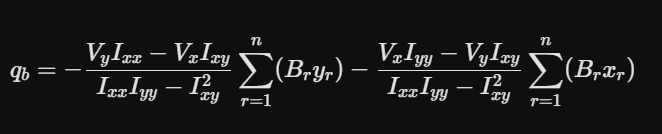 q_b = -\frac{V_y I_{xx} - V_x I_{xy}}{I_{xx} I_{yy} - I_{xy}^2} \sum_{r=1}^{n} (B_r y_r) - \frac{V_x I_{yy} - V_y I_{xy}}{I_{xx} I_{yy} - I_{xy}^2} \sum_{r=1}^{n} (B_r x_r)